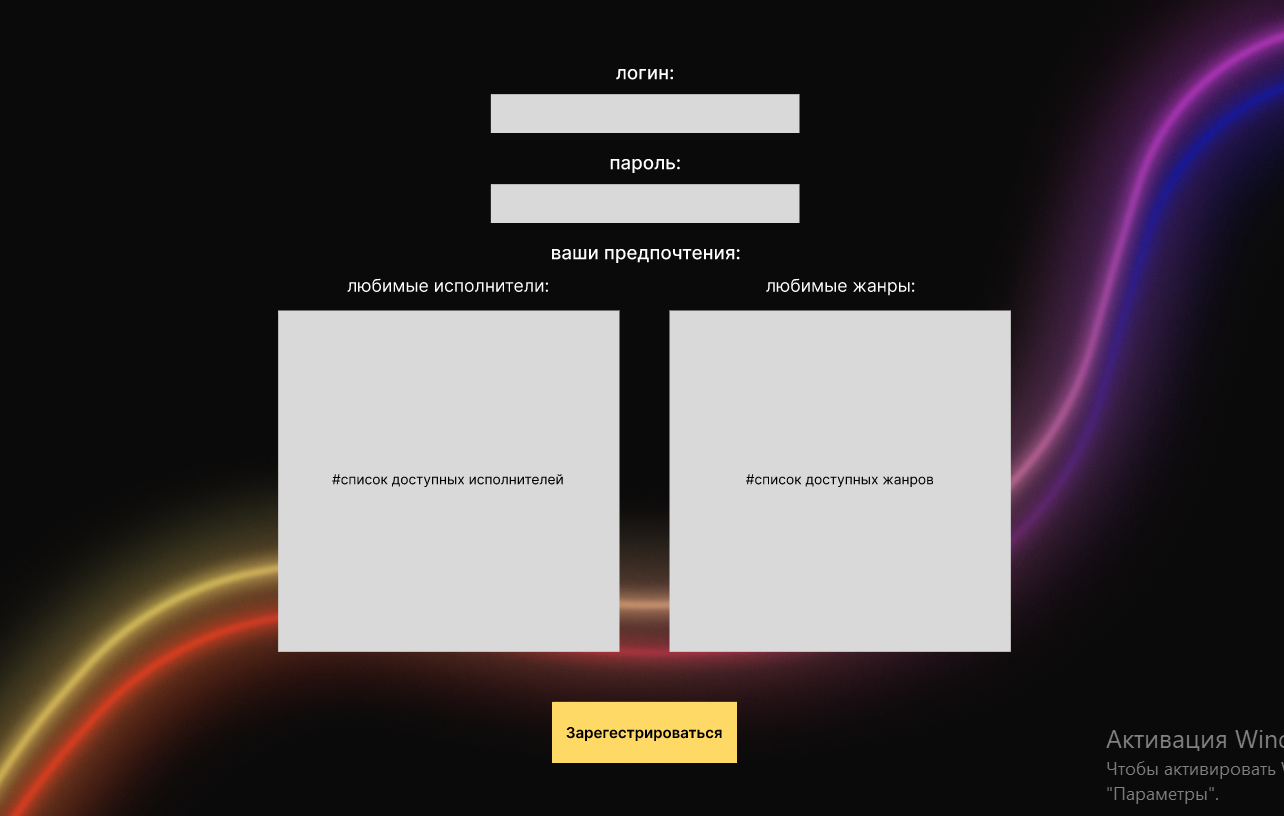 логин:
пароль:
ваши предпочтения:
любимые исполнители:
любимые жанры:
#список доступных исполнителей
#список доступных жанров
Зарегестрироваться
Активация
Чтобы активировать
"Параметры".